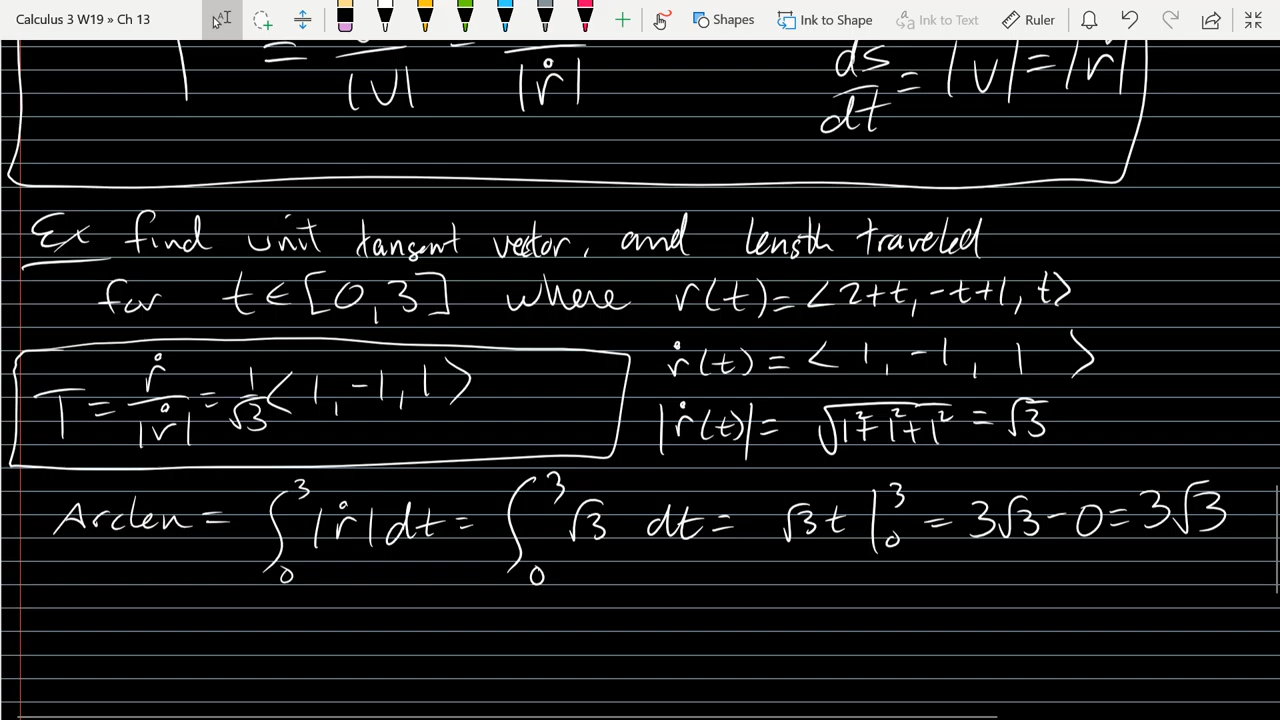 Calculus 3 W19 » Ch 13 Shapes Ink to Shape Ink to Text Ruler
T = / |v| = / |ṙ| ds/dt = |v| = |ṙ|
Ex find unit tangent vector, and length traveled
for t ∈ [0,3] where r(t) = <2+t, -t+1, t>
T = ṙ/|ṙ| = 1/√3 <1, -1, 1>
ṙ(t) = <1, -1, 1>
|ṙ(t)| = √(1²+1²+1²) = √3
Arclen = ∫₀³ |ṙ| dt = ∫₀³ √3 dt = √3 t |₀³ = 3√3 - 0 = 3√3